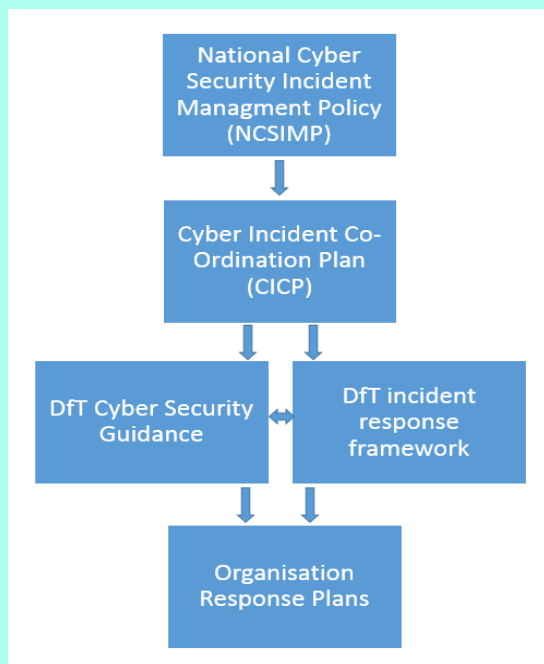 National Cyber
Security Incident
Managment Policy
(NCSIMP)
Cyber Incident Co-
Ordination Plan
(CICP)
DfT Cyber Security
Guidance
DfT incident
response
framework
Organisation
Response Plans